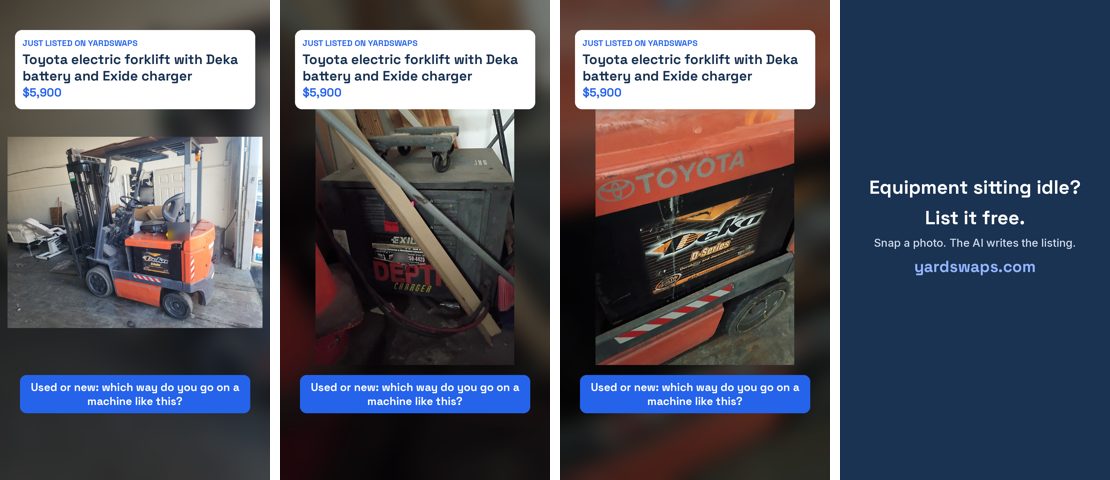 JUST LISTED ON YARDSWAPS
Toyota electric forklift with Deka
battery and Exide charger
$5,900
Deka
Used or new: which way do you go on a
machine like this?
JUST LISTED ON YARDSWAPS
Toyota electric forklift with Deka
battery and Exide charger
$5,900
JBS
EXIDE
DEPTH
CHARGER
Used or new: which way do you go on a
machine like this?
JUST LISTED ON YARDSWAPS
Toyota electric forklift with Deka
battery and Exide charger
$5,900
TOYOTA
Deka
D-Series
Used or new: which way do you go on a
machine like this?
Equipment sitting idle?
List it free.
Snap a photo. The AI writes the listing.
yardswaps.com